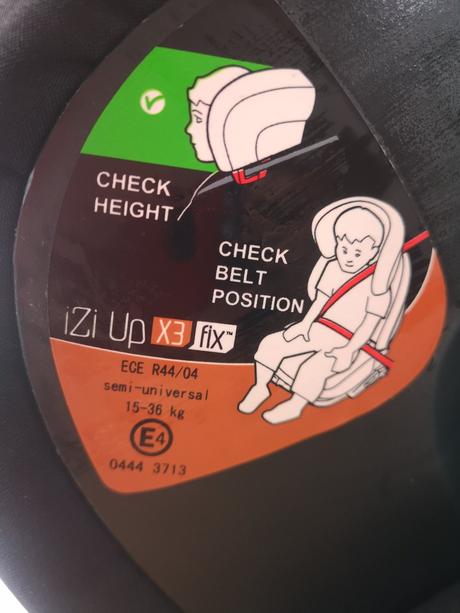 CHECK
HEIGHT
CHECK
BELT
POSITION
iZi Up X3 fix™
ECE R44/04
semi-universal
15-36 kg
E4
0444 3713